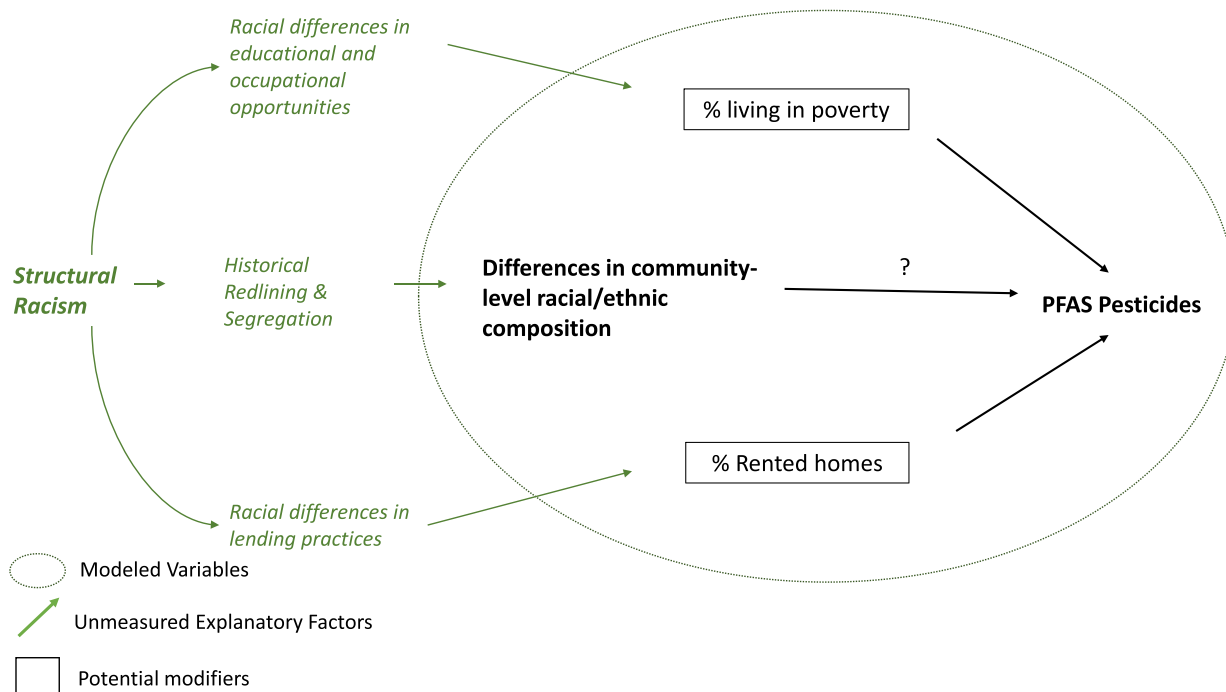 Racial differences in
educational and
occupational
opportunities
% living in poverty
Structural
Racism
Historical
Redlining &
Segregation
Differences in community-
level racial/ethnic
composition
?
PFAS Pesticides
% Rented homes
Racial differences in
lending practices
Modeled Variables
Unmeasured Explanatory Factors
Potential modifiers